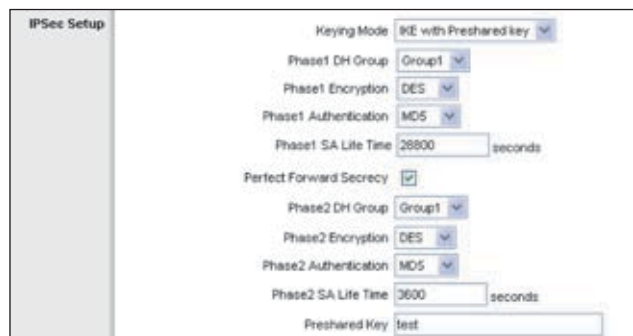 IPSec Setup
Keying Mode IKE with Preshared key
Phase1 DH Group Group1
Phase1 Encryption DES
Phase1 Authentication MD5
Phase1 SA Life Time 28800 seconds
Perfect Forward Secrecy
Phase2 DH Group Group1
Phase2 Encryption DES
Phase2 Authentication MD5
Phase2 SA Life Time 3600 seconds
Preshared Key test